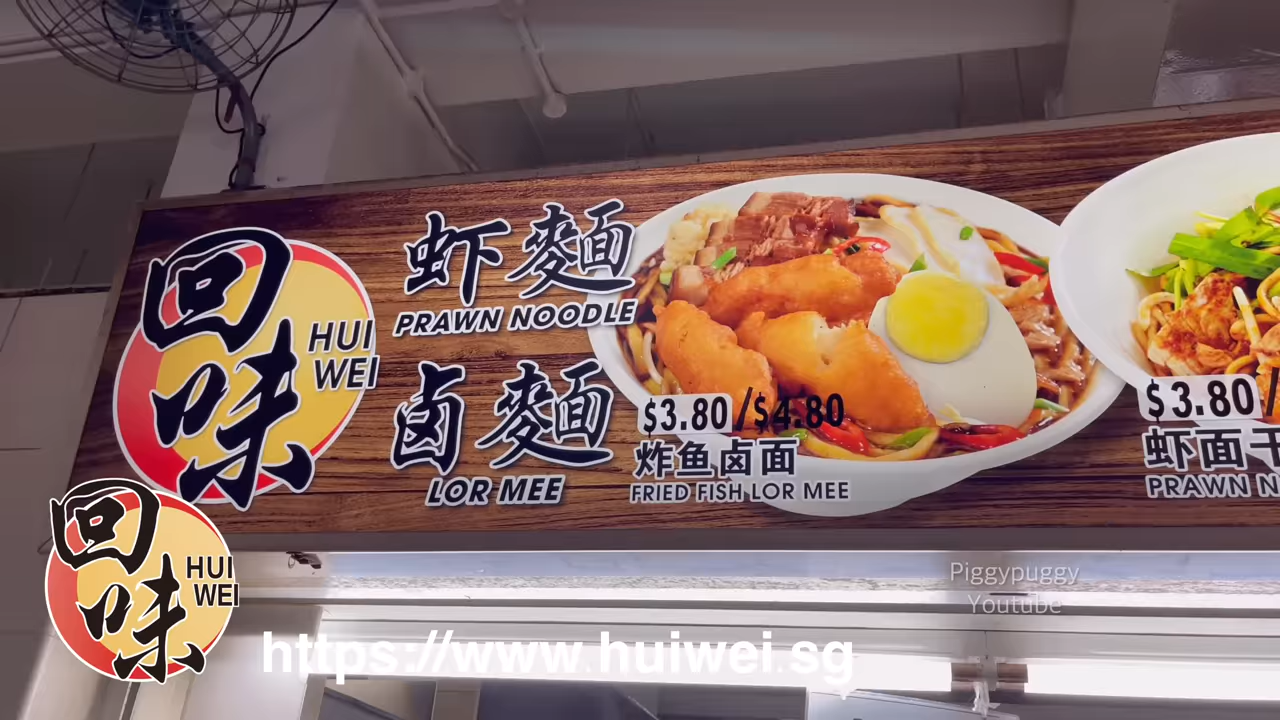 回味
HUI
WEI
虾麵
PRAWN NOODLE
卤麵
LOR MEE
$3.80/$4.80
炸鱼卤面
FRIED FISH LOR MEE
$3.80/
虾面干
PRAWN N
回味
HUI
WEI
https://www.huiwei.sg
Piggypuggy
Youtube